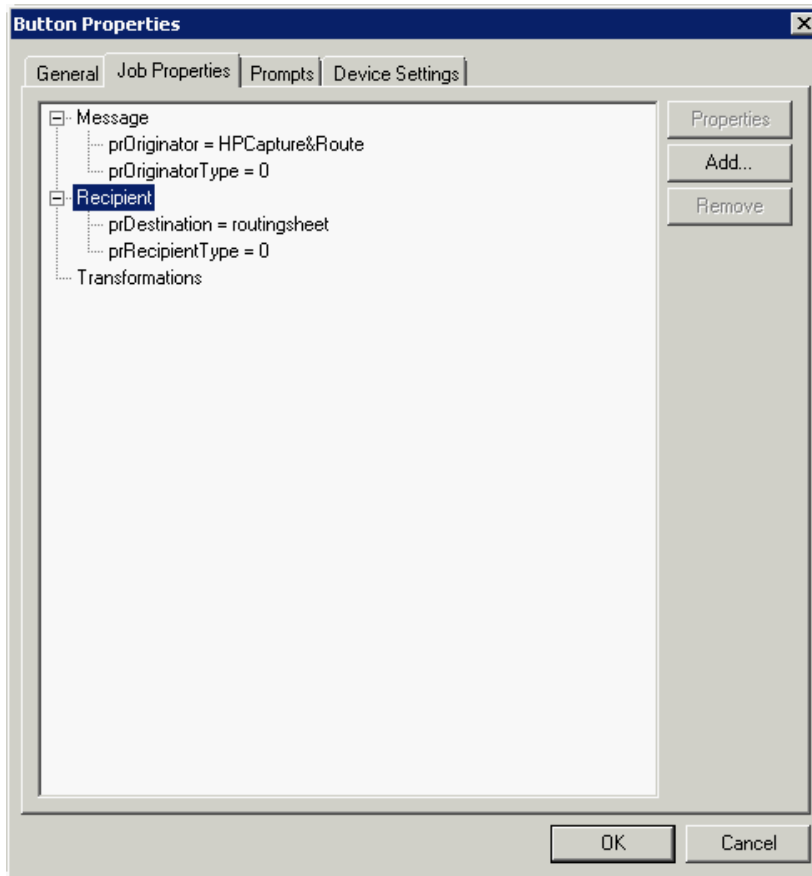 Button Properties
General Job Properties Prompts Device Settings
Message
prOriginator = HPCapture&Route
prOriginatorType = 0
Recipient
prDestination = routingsheet
prRecipientType = 0
Transformations
Properties
Add...
Remove
OK Cancel